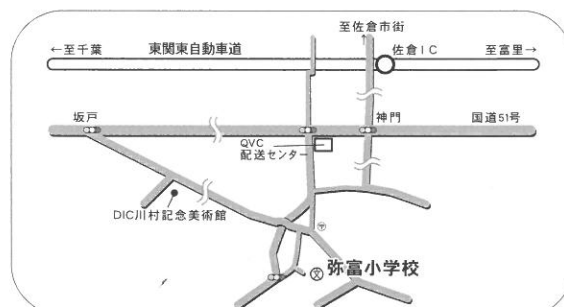 至佐倉市街
←至千葉
東関東自動車道
佐倉IC
至富里→
坂戸
神門
国道51号
QVC
配送センター
DIC川村記念美術館
〒
文
弥富小学校